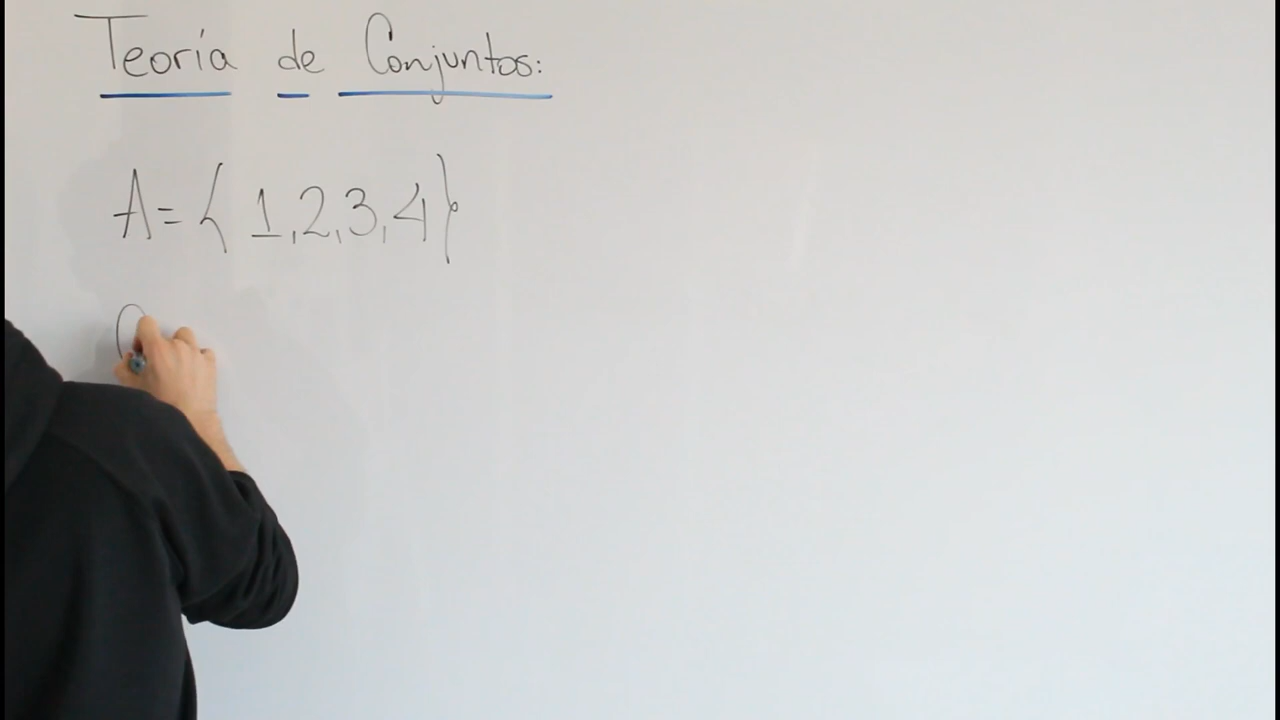 Teoría de Conjuntos:
A = { 1,2,3,4}